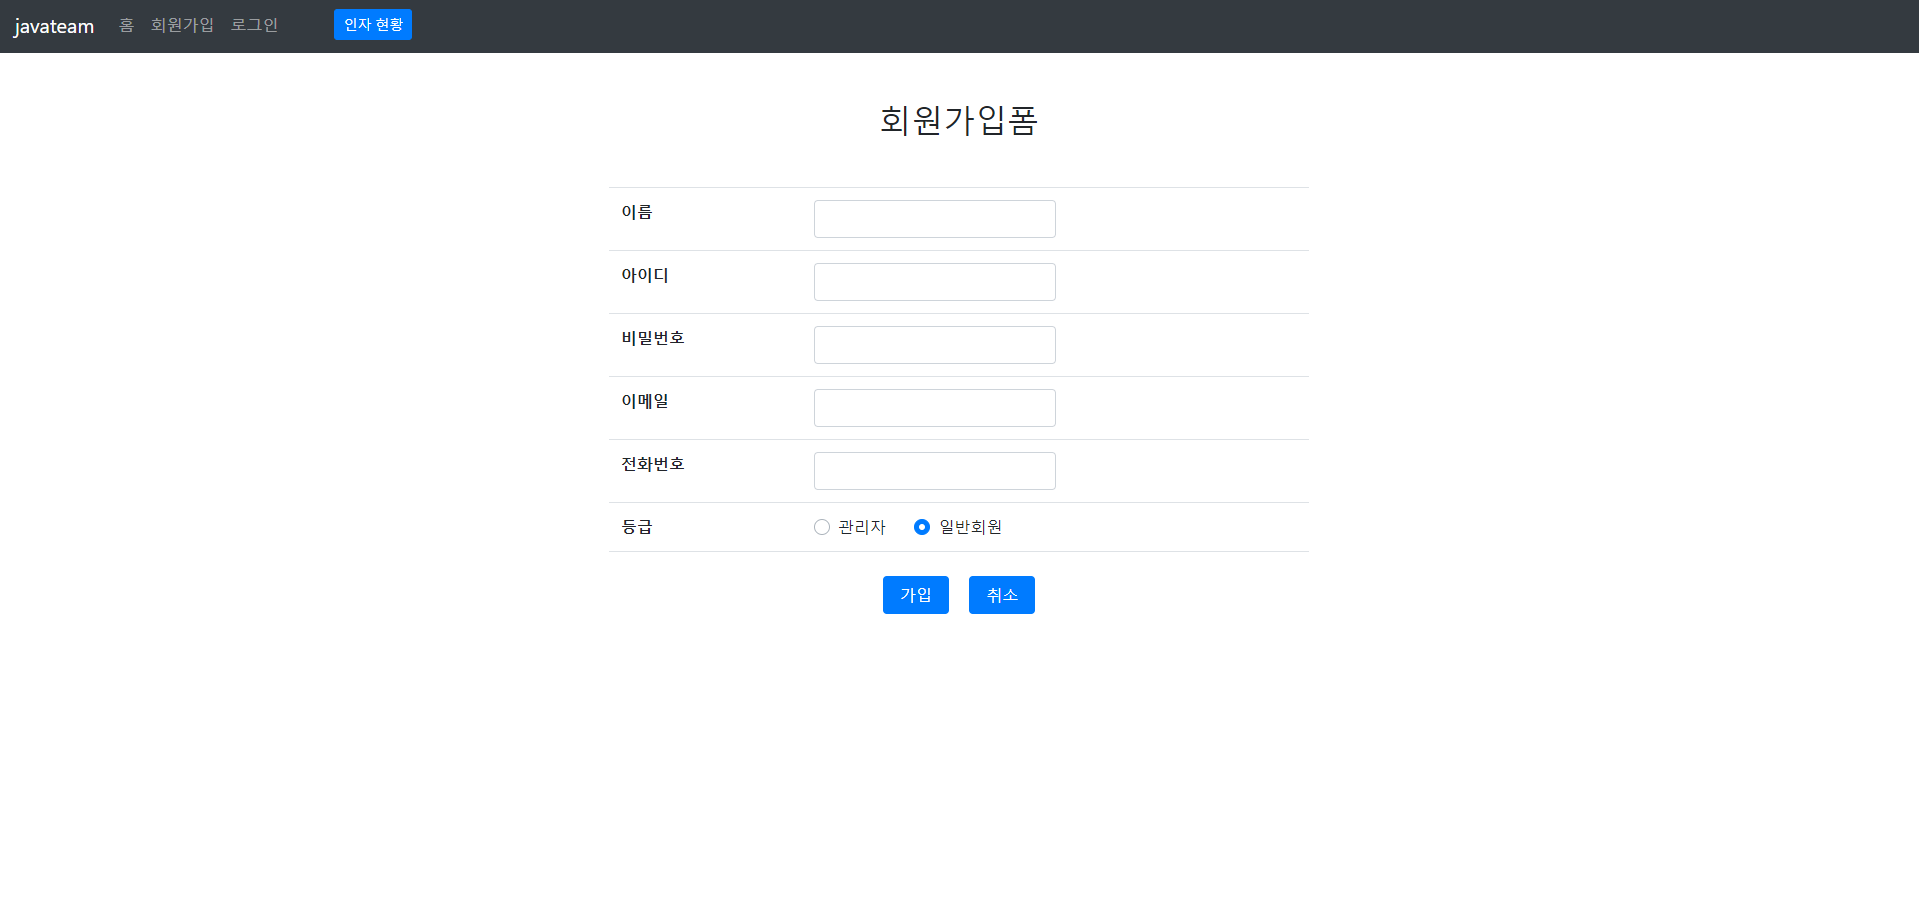 javateam 홈 회원가입 로그인 인자 현황
회원가입폼
이름
아이디
비밀번호
이메일
전화번호
등급 관리자 일반회원
가입 취소